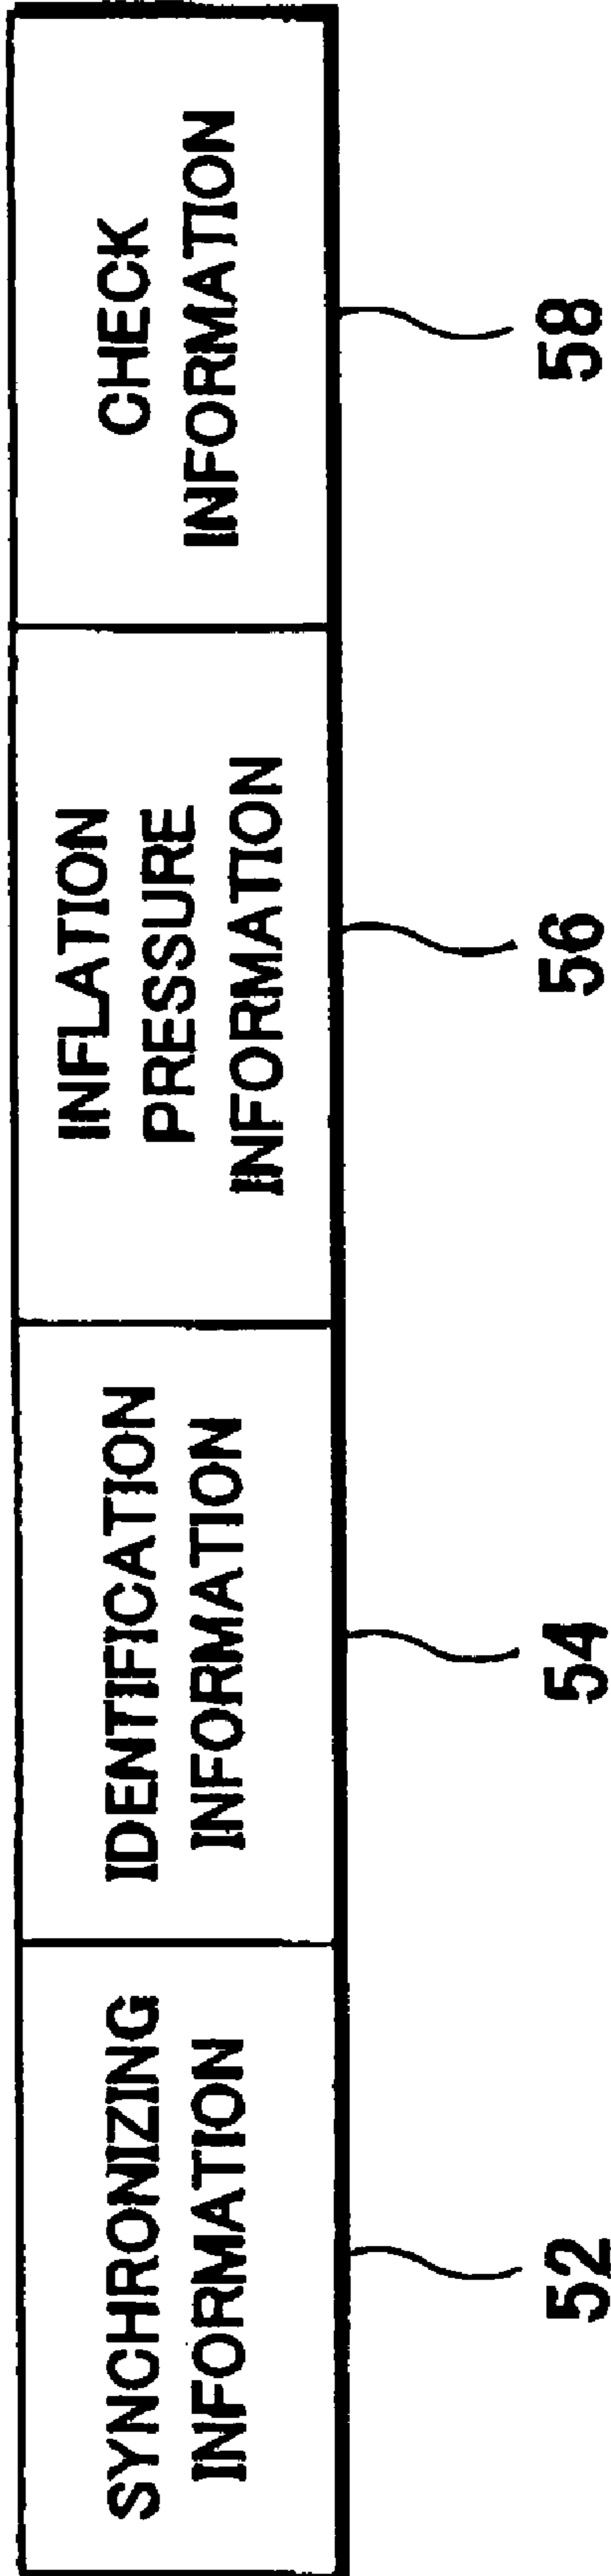 SYNCHRONIZING
INFORMATION
IDENTIFICATION
INFORMATION
INFLATION
PRESSURE
INFORMATION
CHECK
INFORMATION
52
54
56
58